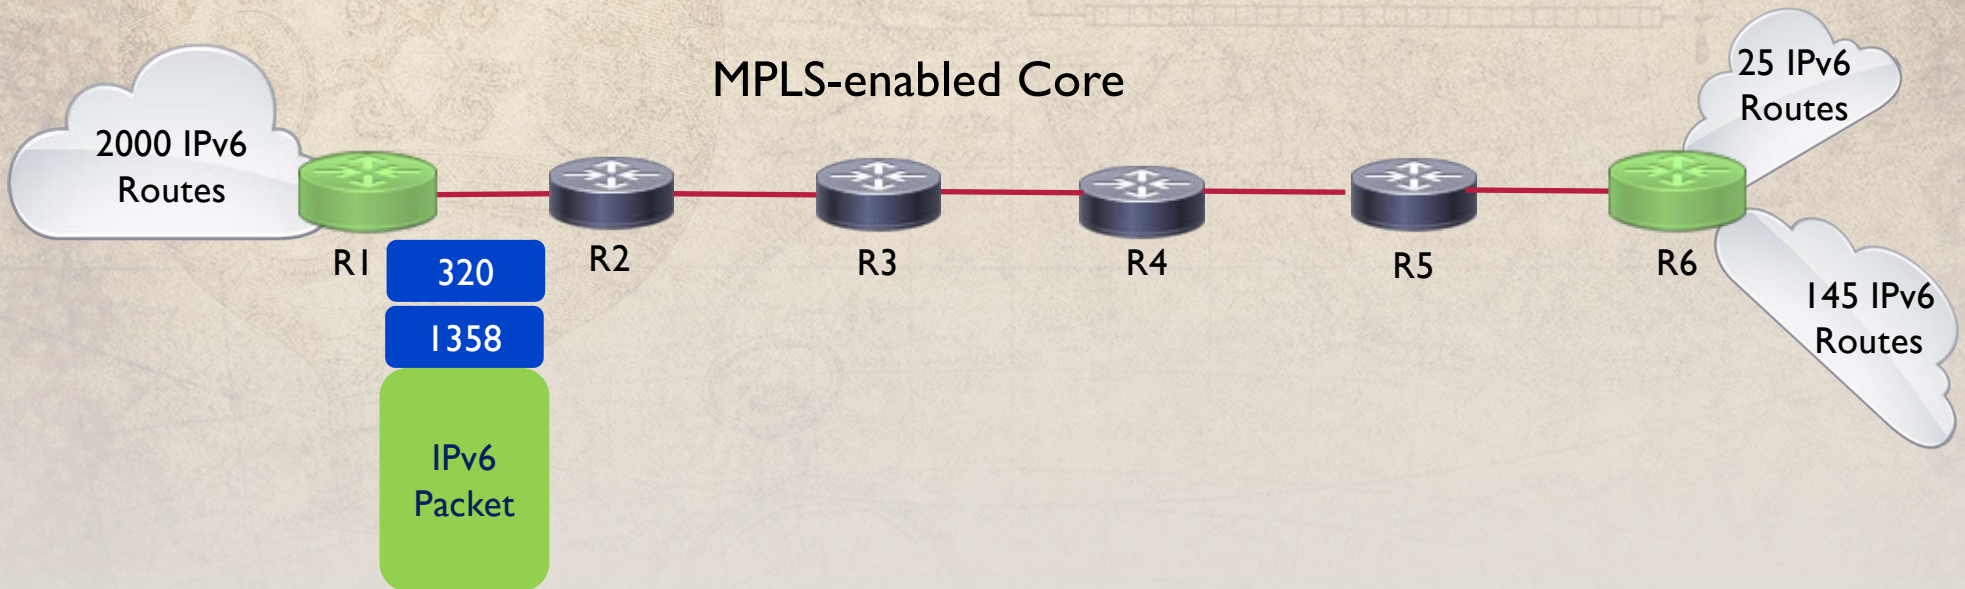 MPLS-enabled Core
2000 IPv6
Routes
25 IPv6
Routes
R1
R2
R3
R4
R5
R6
320
1358
IPv6
Packet
145 IPv6
Routes